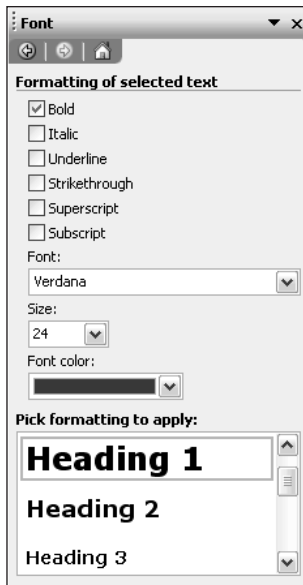 Font
Formatting of selected text
Bold
Italic
Underline
Strikethrough
Superscript
Subscript
Font:
Verdana
Size:
24
Font color:
Pick formatting to apply:
Heading 1
Heading 2
Heading 3